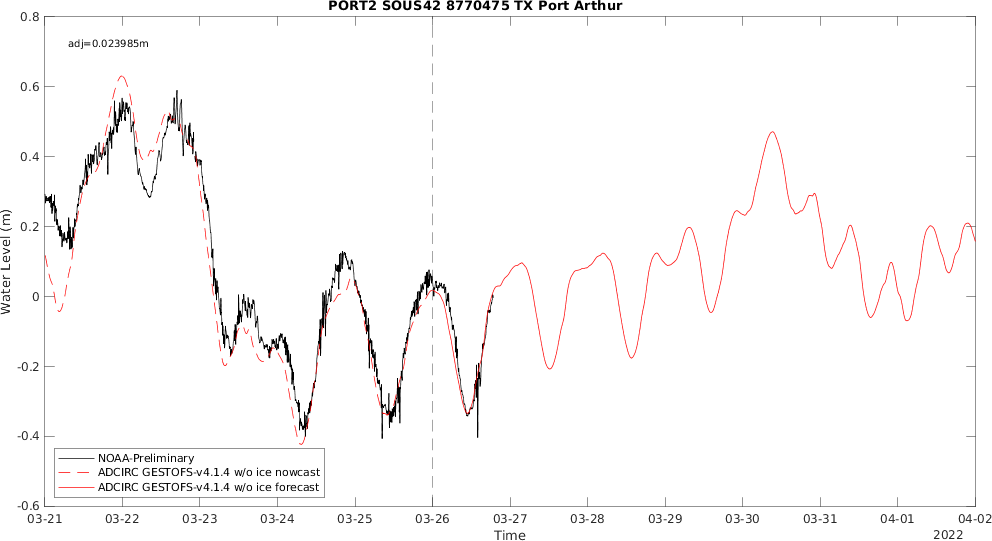 PORT2 SOUS42 8770475 TX Port Arthur
adj=0.023985m
0.8
0.6
0.4
0.2
0
-0.2
-0.4
-0.6
Water Level (m)
NOAA-Preliminary
ADCIRC GESTOFS-v4.1.4 w/o ice nowcast
ADCIRC GESTOFS-v4.1.4 w/o ice forecast
03-21 03-22 03-23 03-24 03-25 03-26 03-27 03-28 03-29 03-30 03-31 04-01 04-02
Time
2022